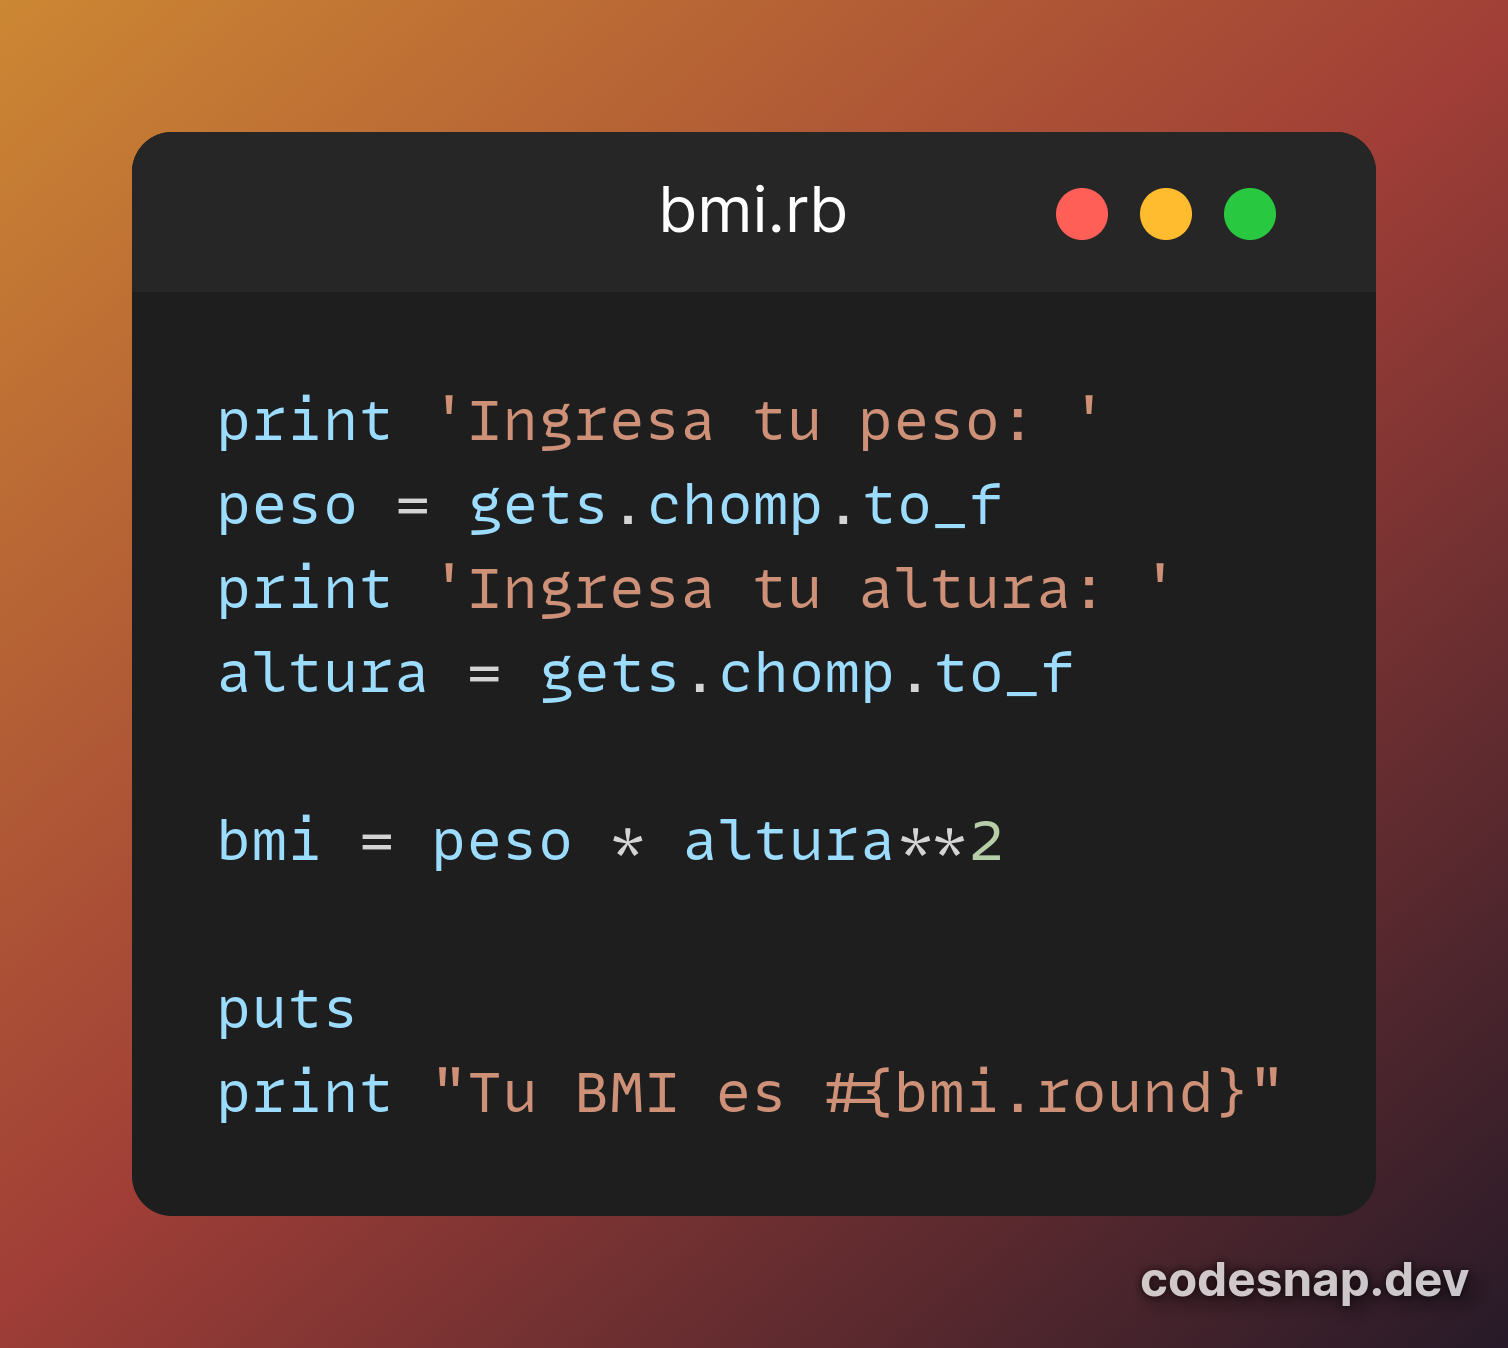 bmi.rb
print 'Ingresa tu peso: '
peso = gets.chomp.to_f
print 'Ingresa tu altura: '
altura = gets.chomp.to_f
bmi = peso * altura**2
puts
print "Tu BMI es #{bmi.round}"
codesnap.dev